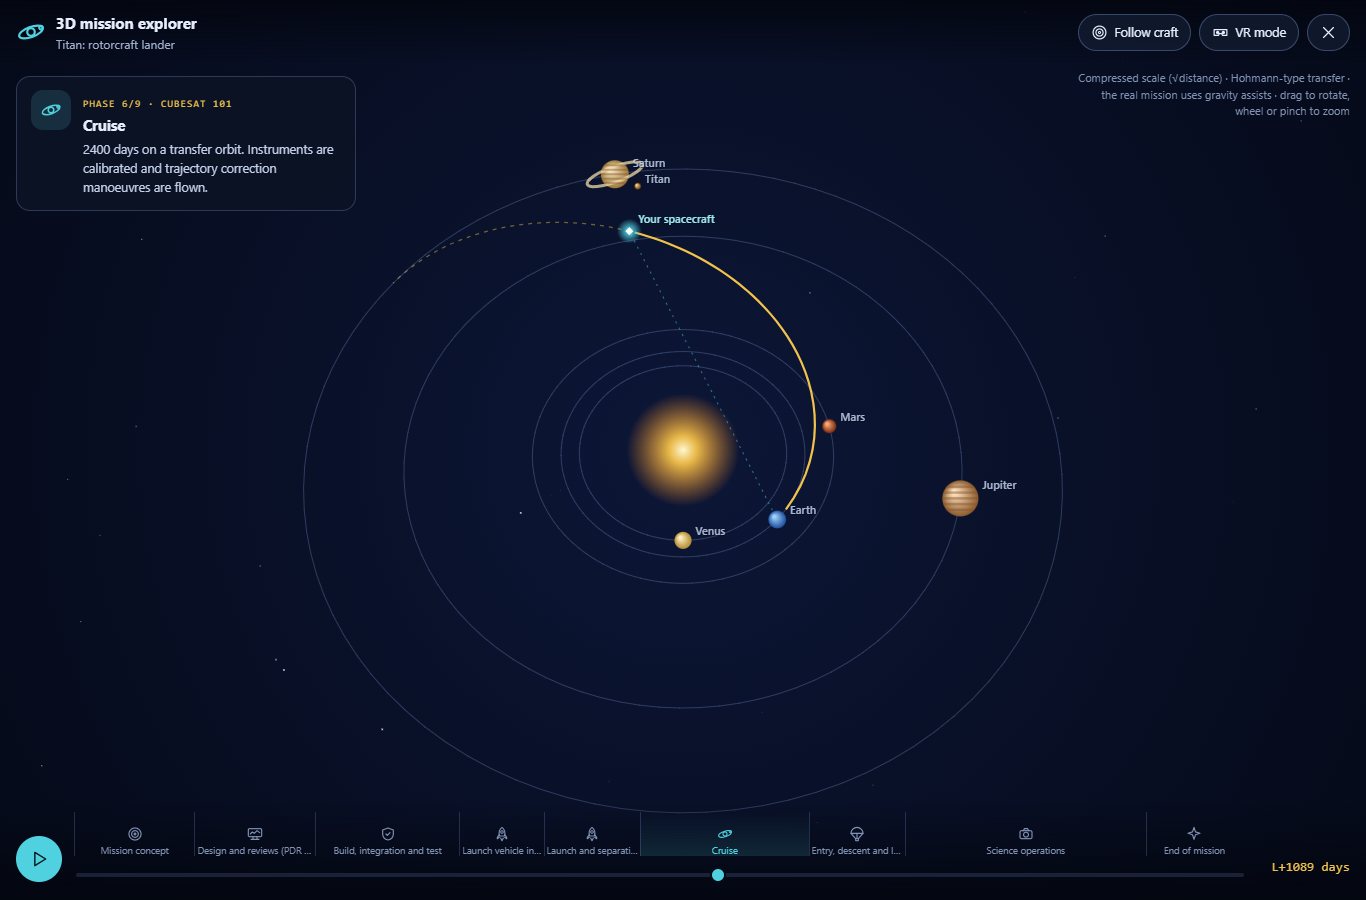 3D mission explorer
Titan: rotorcraft lander
Follow craft
VR mode
Compressed scale (√distance) · Hohmann-type transfer ·
the real mission uses gravity assists · drag to rotate,
wheel or pinch to zoom
PHASE 6/9 · CUBESAT 101
Cruise
2400 days on a transfer orbit. Instruments are
calibrated and trajectory correction
manoeuvres are flown.
Saturn
Titan
Your spacecraft
Mars
Jupiter
Earth
Venus
Mission concept
Design and reviews (PDR ...
Build, integration and test
Launch vehicle in...
Launch and separati...
Cruise
Entry, descent and l...
Science operations
End of mission
L+1089 days